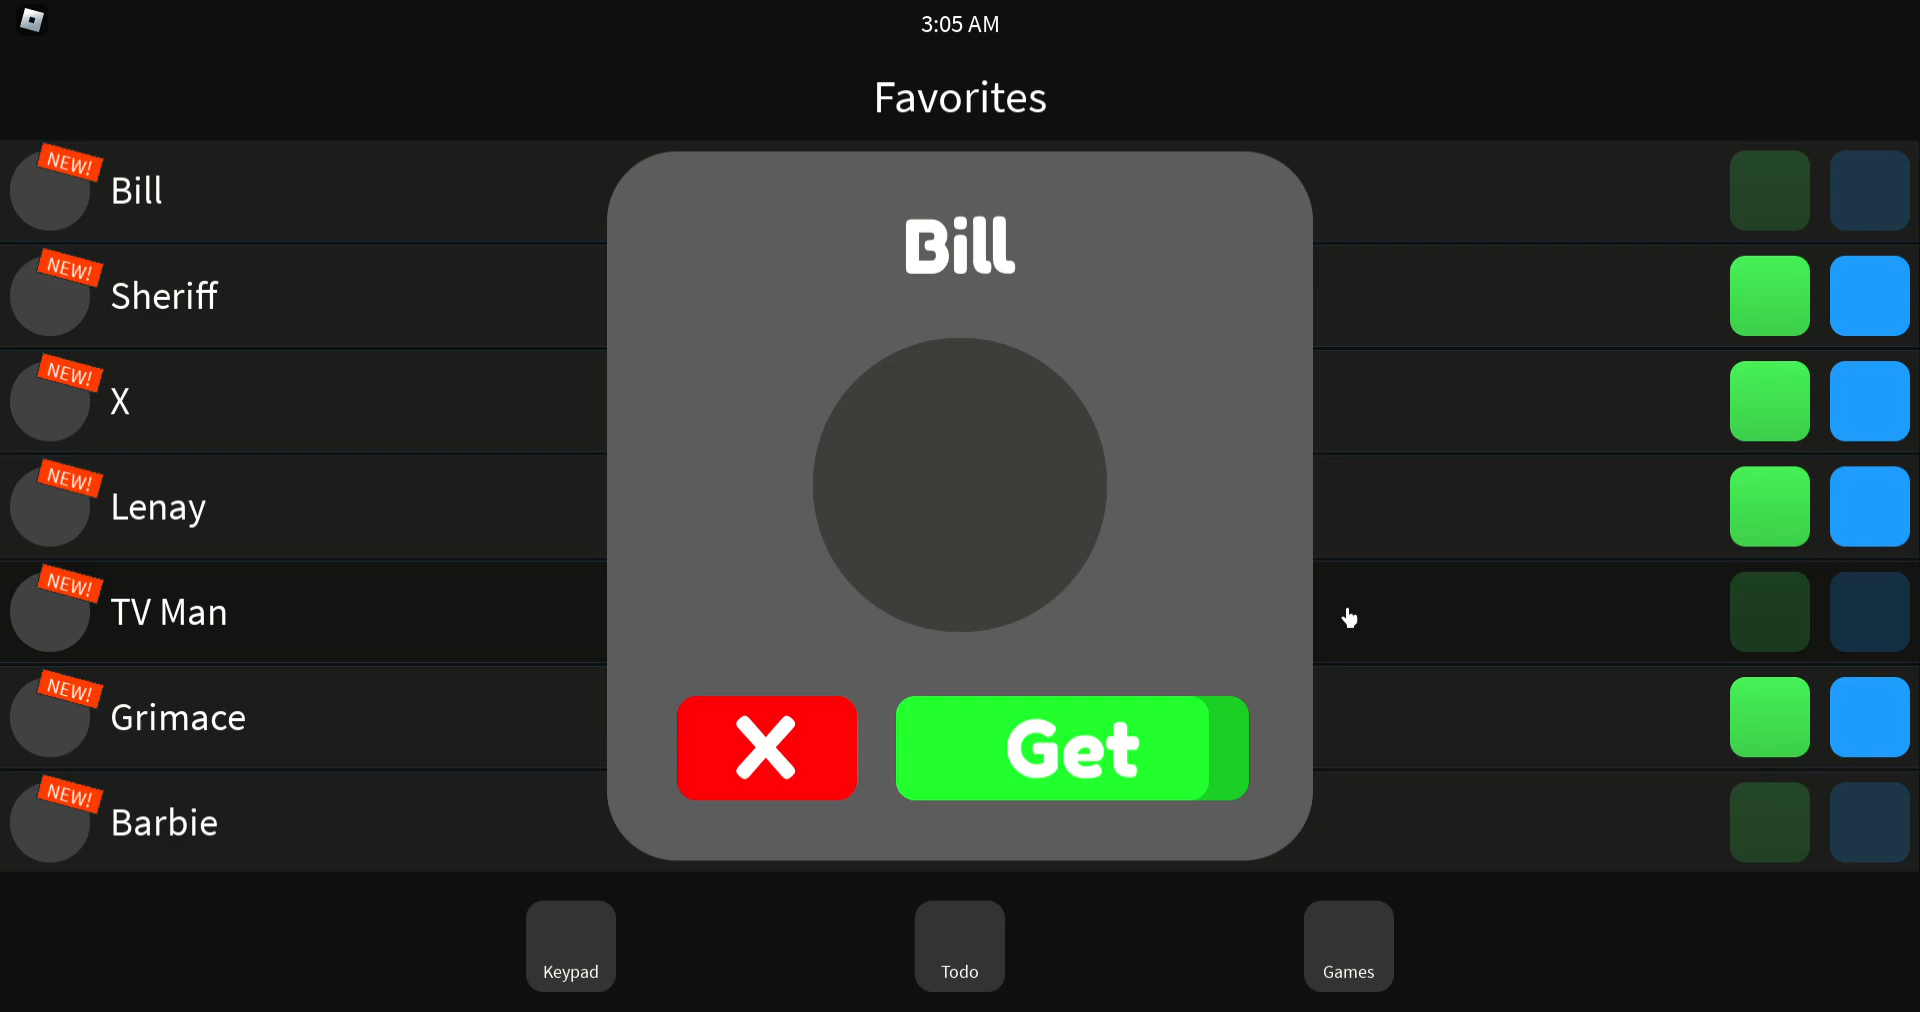 3:05 AM
Favorites
NEW!
Bill
NEW!
Sheriff
NEW!
X
NEW!
Lenay
NEW!
TV Man
NEW!
Grimace
NEW!
Barbie
Bill
X
Get
Keypad
Todo
Games